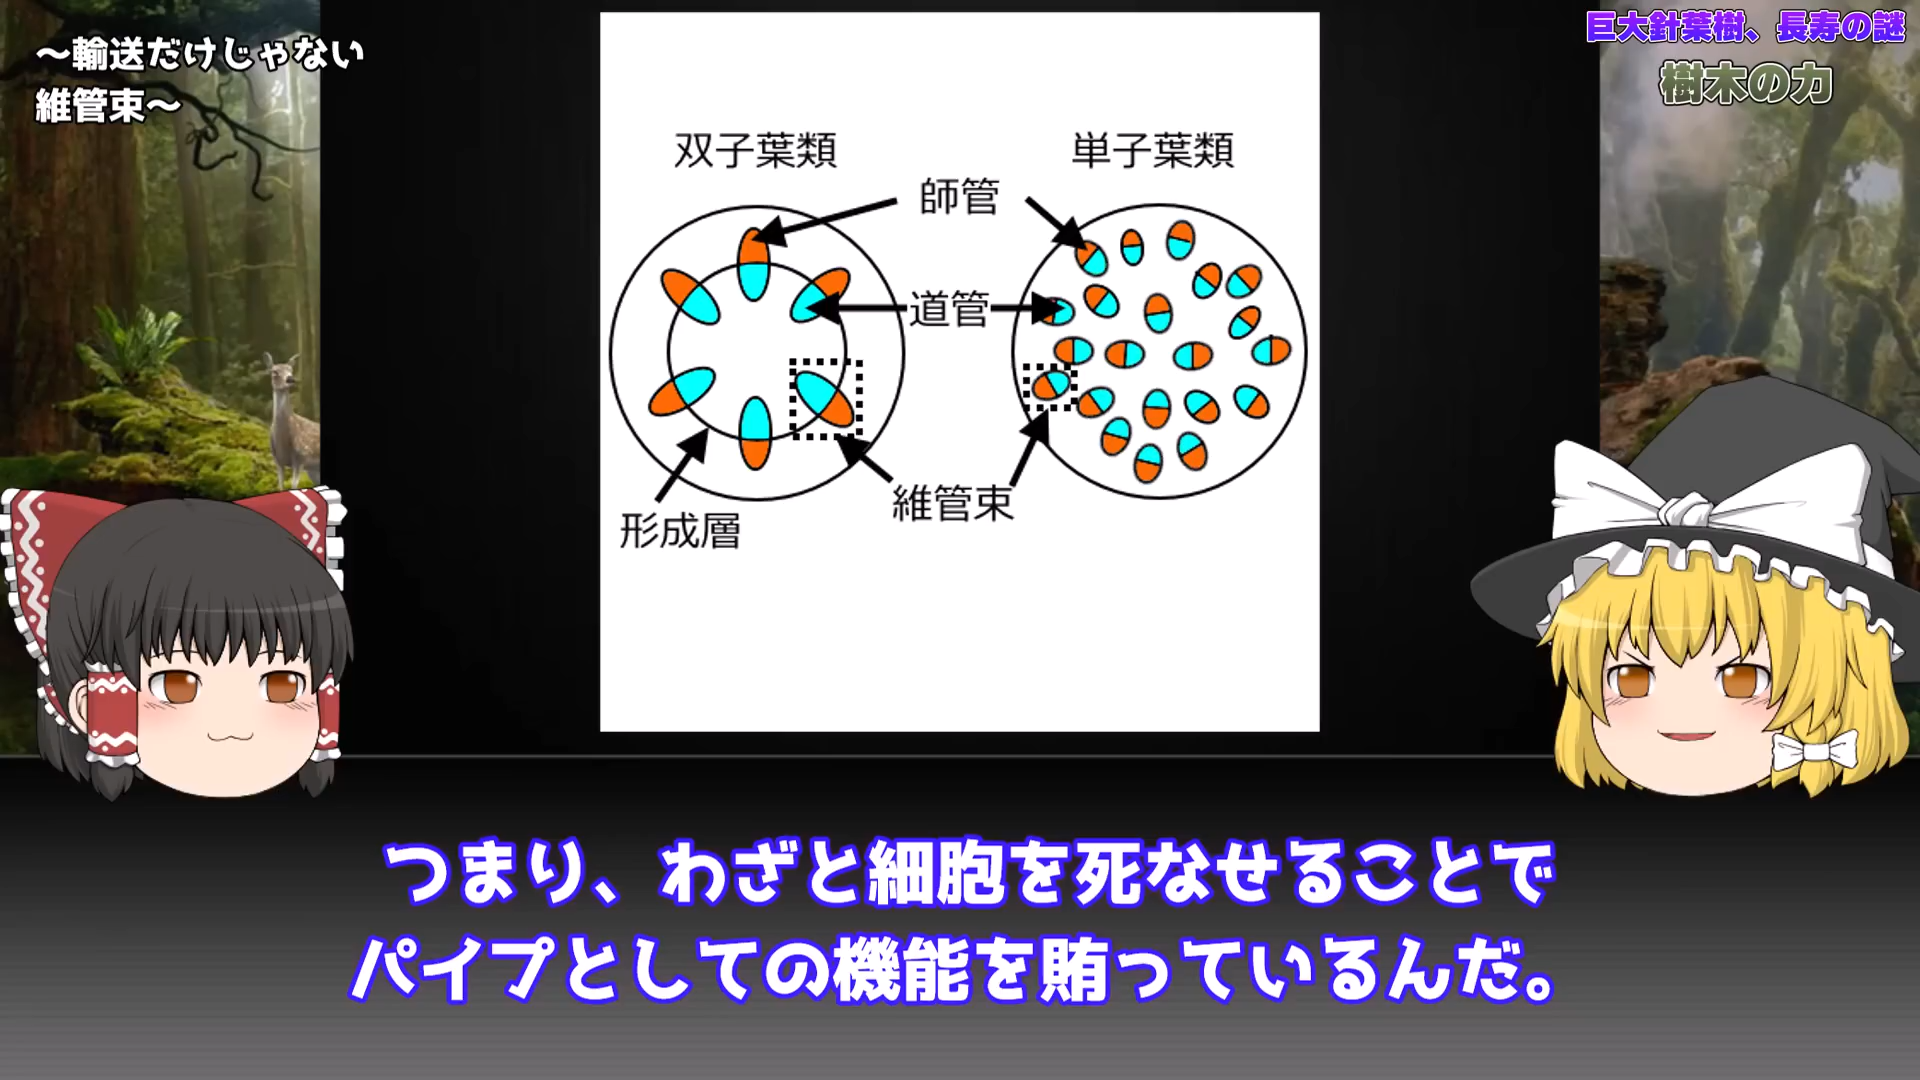 〜輸送だけじゃない
維管束〜
巨大針葉樹、長寿の謎
樹木の力
双子葉類
単子葉類
師管
道管
維管束
形成層
つまり、わざと細胞を死なせることで
パイプとしての機能を賄っているんだ。